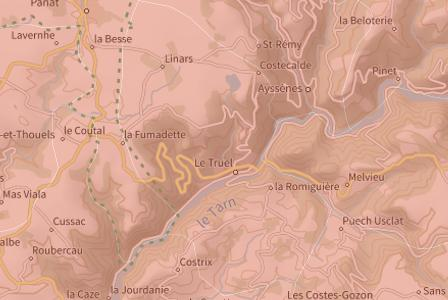 Panat
Lavernhe
la Besse
la Beloterie
St-Rémy
Linars
Costecalde
Pinet
Ayssènes
-et-Thouels
le Coutal
la Fumadette
Le Truel
la Romiguière
Melvieu
Mas Viala
le Tarn
Cussac
Puech Usclat
albe
Roubercau
Costrix
la Caze
la Jourdanie
Les Costes-Gozon
Sans